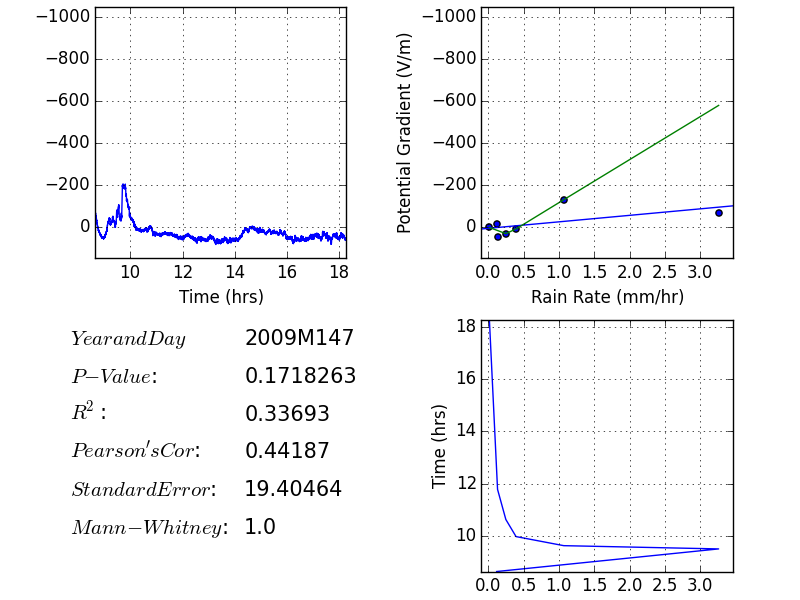 −1000
−800
−600
−400
−200
0
10 12 14 16 18
Time (hrs)
Potential Gradient (V/m)
−1000
−800
−600
−400
−200
0
0.0 0.5 1.0 1.5 2.0 2.5 3.0
Rain Rate (mm/hr)
YearandDay 2009M147
P−Value: 0.1718263
R²: 0.33693
Pearson'sCor: 0.44187
StandardError: 19.40464
Mann−Whitney: 1.0
Time (hrs)
18
16
14
12
10
0.0 0.5 1.0 1.5 2.0 2.5 3.0